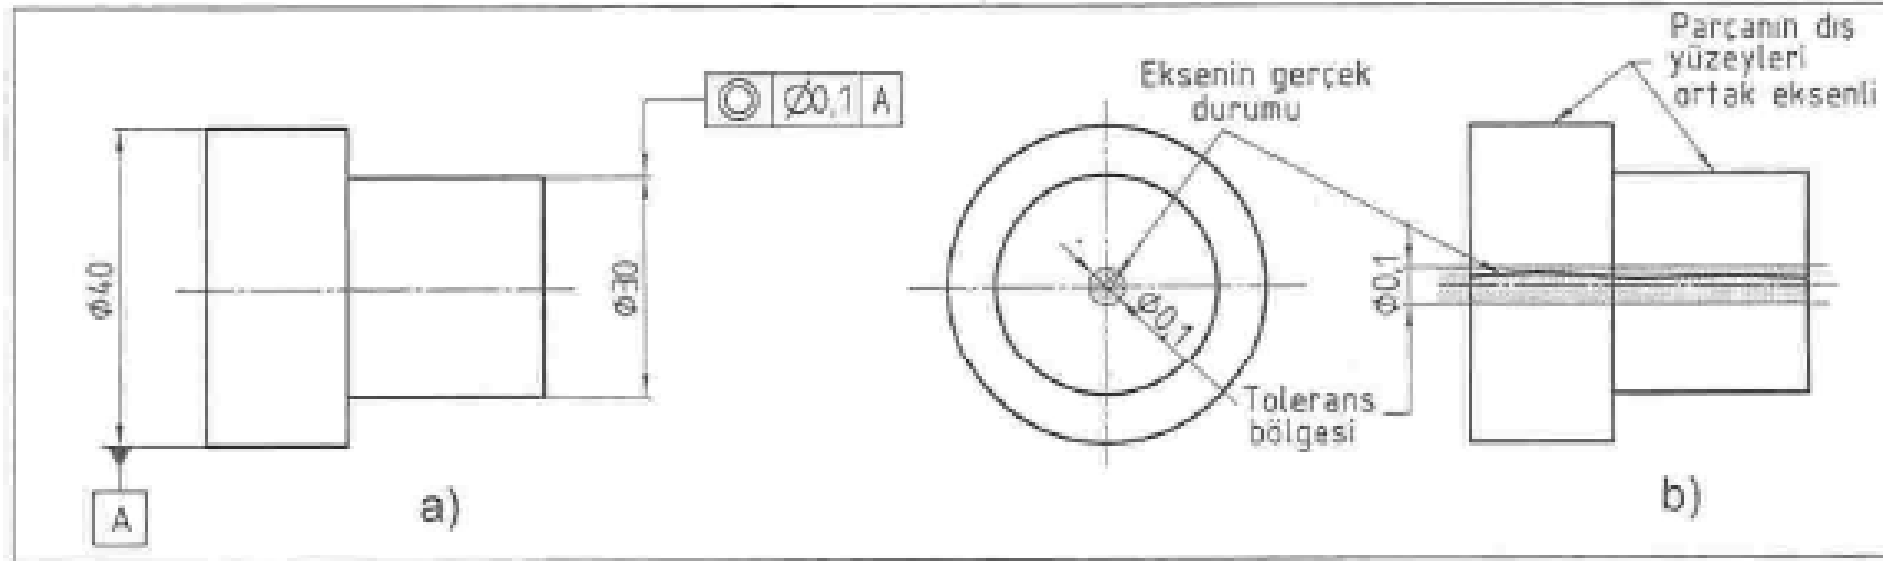 ◎ Ø0,1 A
Ø40
Ø30
A
a)
Eksenin gerçek
durumu
Ø0,1
Tolerans
bölgesi
Ø0,1
Parçanın dış
yüzeyleri
ortak eksenli
b)